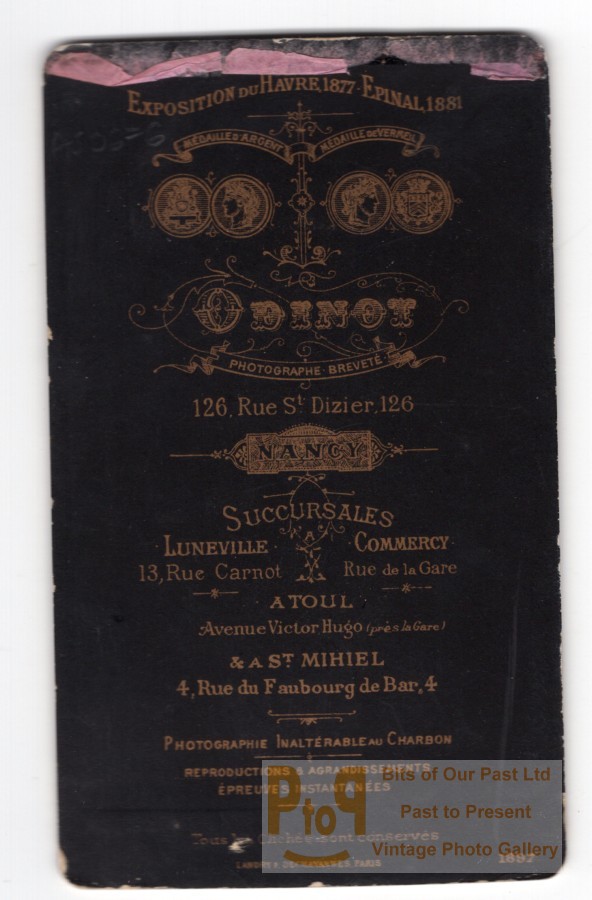 EXPOSITION DU HAVRE, 1877 · EPINAL, 1881
MÉDAILLE D'ARGENT MÉDAILLE DE VERMEIL
ODINOT
PHOTOGRAPHE · BREVETÉ ·
126, Rue St. Dizier, 126
NANCY
SUCCURSALES
A
· LUNEVILLE COMMERCY ·
13, Rue Carnot Rue de la Gare
A TOUL
Avenue Victor Hugo (près la Gare)
& A ST. MIHIEL
4, Rue du Faubourg de Bar, 4
PHOTOGRAPHIE INALTÉRABLE AU CHARBON
REPRODUCTIONS & AGRANDISSEMENTS
ÉPREUVES INSTANTANÉES
Tous les Clichés sont conservés
PARIS
1892
PtoP
Bits of Our Past Ltd
Past to Present
Vintage Photo Gallery